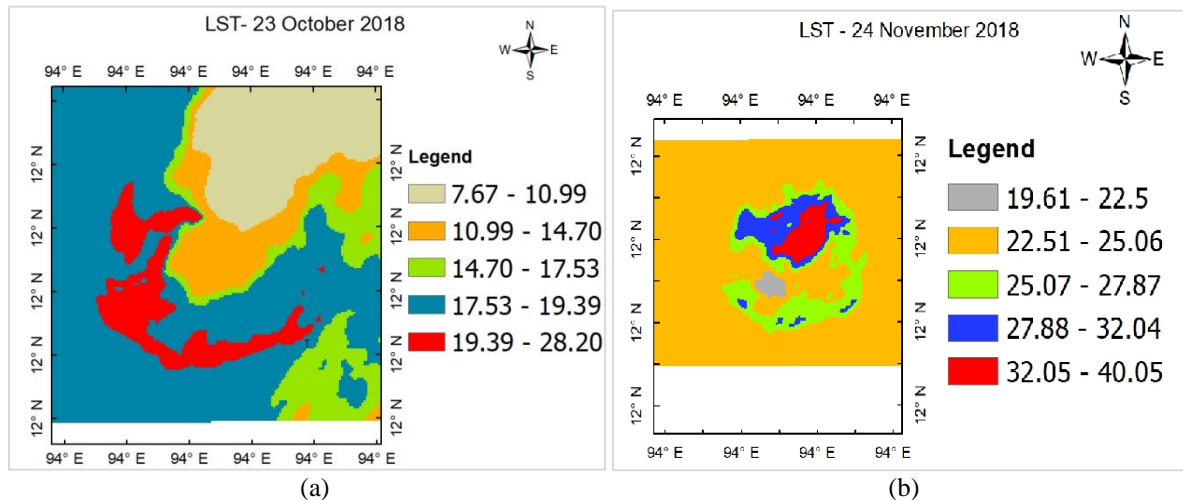 LST- 23 October 2018
N
W E
S
94° E 94° E 94° E 94° E 94° E 94° E
12° N 12° N
12° N 12° N
12° N 12° N
12° N 12° N
12° N 12° N
94° E 94° E 94° E 94° E 94° E 94° E
Legend
7.67 - 10.99
10.99 - 14.70
14.70 - 17.53
17.53 - 19.39
19.39 - 28.20
(a)
LST - 24 November 2018
N
W E
S
94° E 94° E 94° E 94° E
12° N 12° N
12° N 12° N
12° N 12° N
12° N 12° N
94° E 94° E 94° E 94° E
Legend
19.61 - 22.5
22.51 - 25.06
25.07 - 27.87
27.88 - 32.04
32.05 - 40.05
(b)